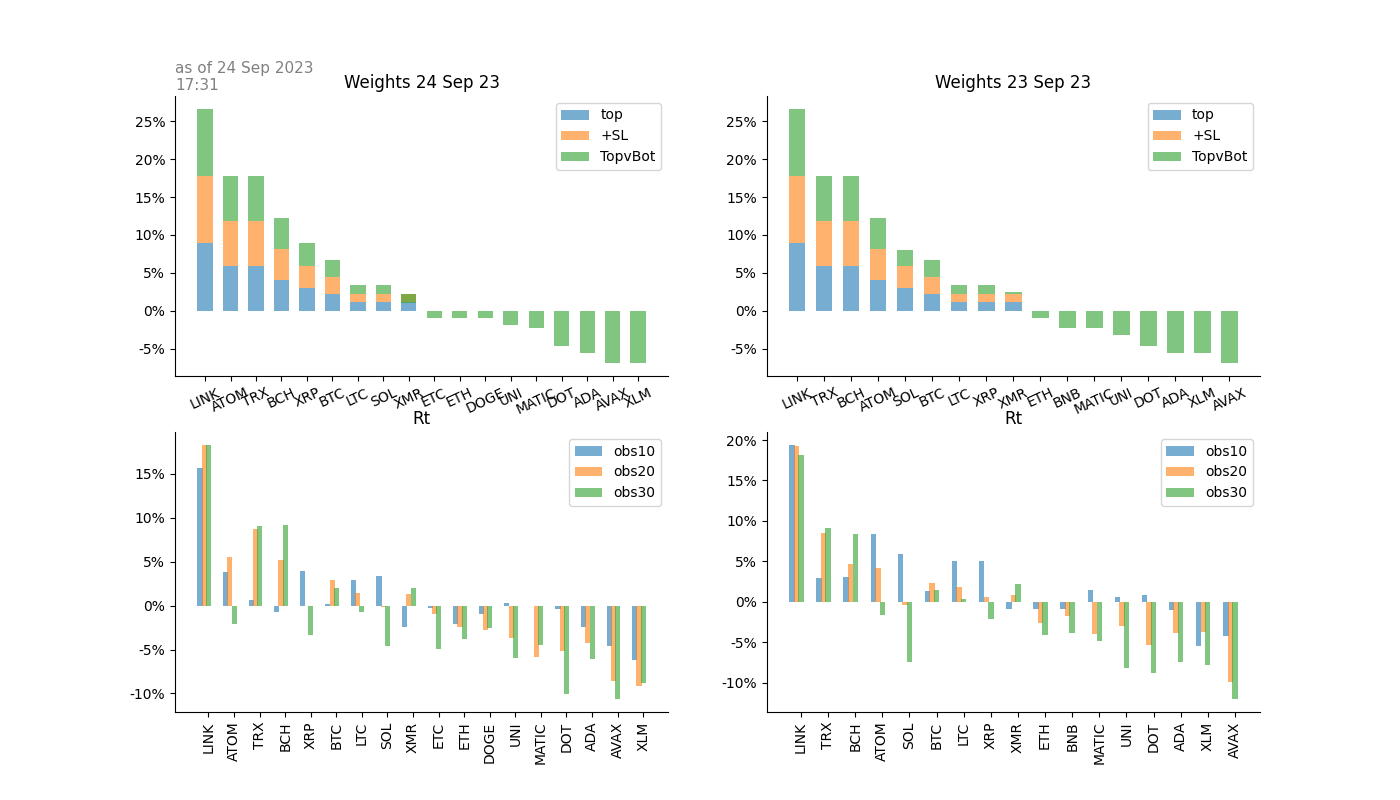 as of 24 Sep 2023
17:31
Weights 24 Sep 23
25%
20%
15%
10%
5%
0%
-5%
top
+SL
TopvBot
LINK ATOM TRX BCH XRP BTC LTC SOL XMR ETC ETH DOGE UNI MATIC DOT ADA AVAX XLM
Weights 23 Sep 23
25%
20%
15%
10%
5%
0%
-5%
top
+SL
TopvBot
LINK TRX BCH ATOM SOL BTC LTC XRP XMR ETH BNB MATIC UNI DOT ADA XLM AVAX
Rt
15%
10%
5%
0%
-5%
-10%
obs10
obs20
obs30
LINK ATOM TRX BCH XRP BTC LTC SOL XMR ETC ETH DOGE UNI MATIC DOT ADA AVAX XLM
Rt
20%
15%
10%
5%
0%
-5%
-10%
obs10
obs20
obs30
LINK TRX BCH ATOM SOL BTC LTC XRP XMR ETH BNB MATIC UNI DOT ADA XLM AVAX